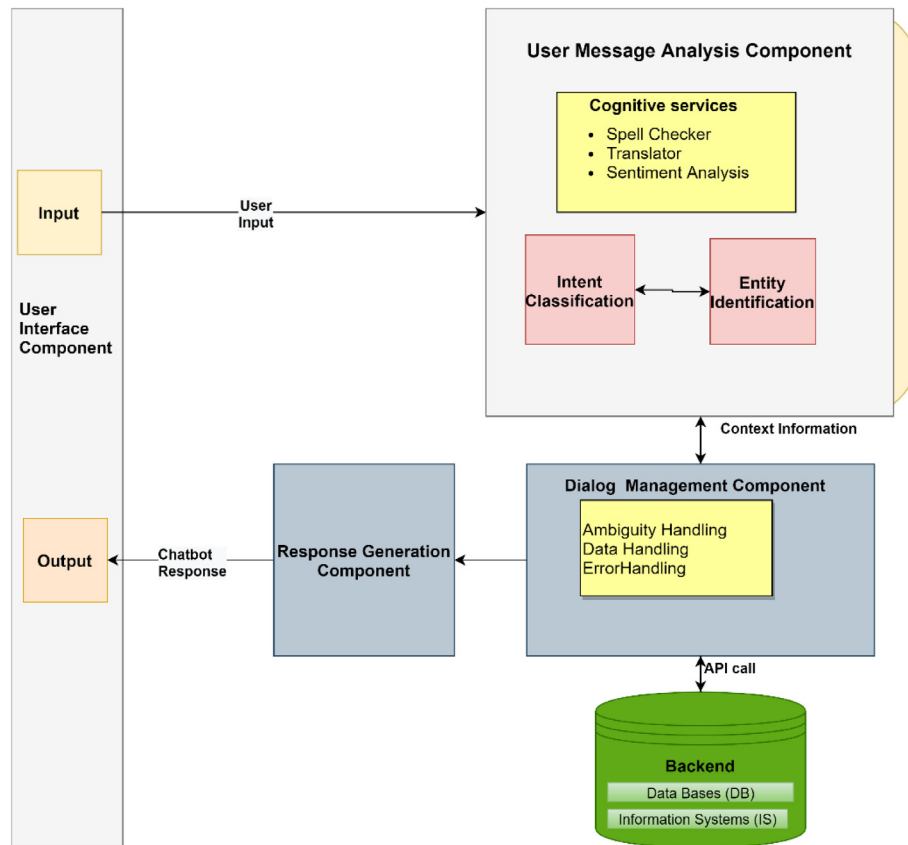 User Message Analysis Component
Cognitive services
• Spell Checker
• Translator
• Sentiment Analysis
Input
User
Input
Intent
Classification
Entity
Identification
User
Interface
Component
Context Information
Dialog Management Component
Ambiguity Handling
Data Handling
ErrorHandling
Output
Chatbot
Response
Response Generation
Component
API call
Backend
Data Bases (DB)
Information Systems (IS)